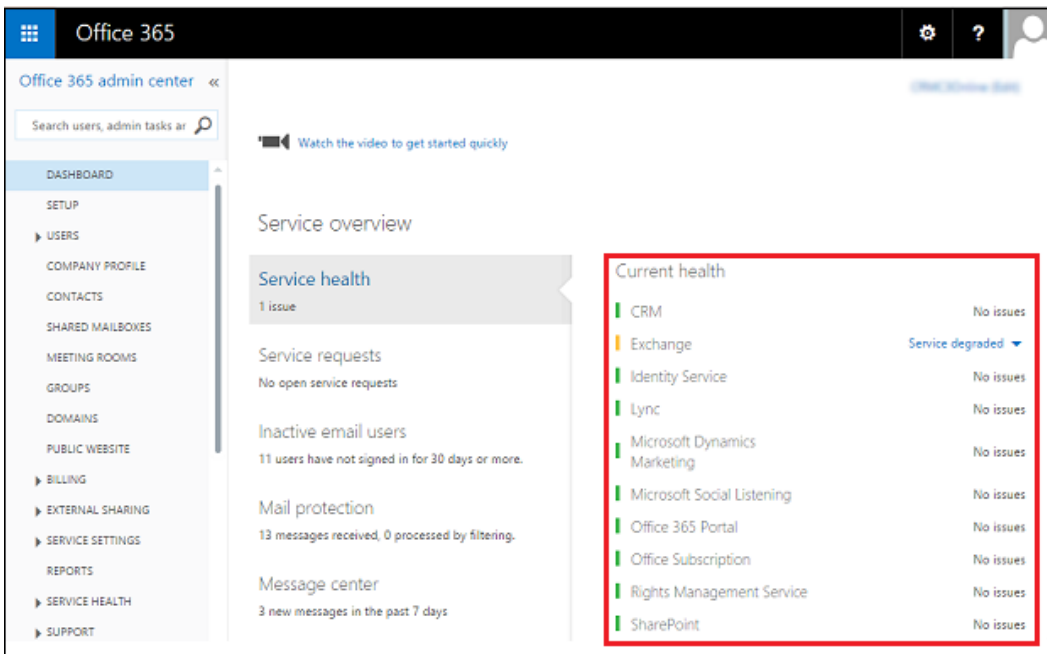 Office 365
?
Office 365 admin center «
Search users, admin tasks ar
DASHBOARD
SETUP
USERS
COMPANY PROFILE
CONTACTS
SHARED MAILBOXES
MEETING ROOMS
GROUPS
DOMAINS
PUBLIC WEBSITE
BILLING
EXTERNAL SHARING
SERVICE SETTINGS
REPORTS
SERVICE HEALTH
SUPPORT
Watch the video to get started quickly
Service overview
Service health
1 issue
Service requests
No open service requests
Inactive email users
11 users have not signed in for 30 days or more.
Mail protection
13 messages received, 0 processed by filtering.
Message center
3 new messages in the past 7 days
Current health
CRM No issues
Exchange Service degraded
Identity Service No issues
Lync No issues
Microsoft Dynamics
Marketing No issues
Microsoft Social Listening No issues
Office 365 Portal No issues
Office Subscription No issues
Rights Management Service No issues
SharePoint No issues